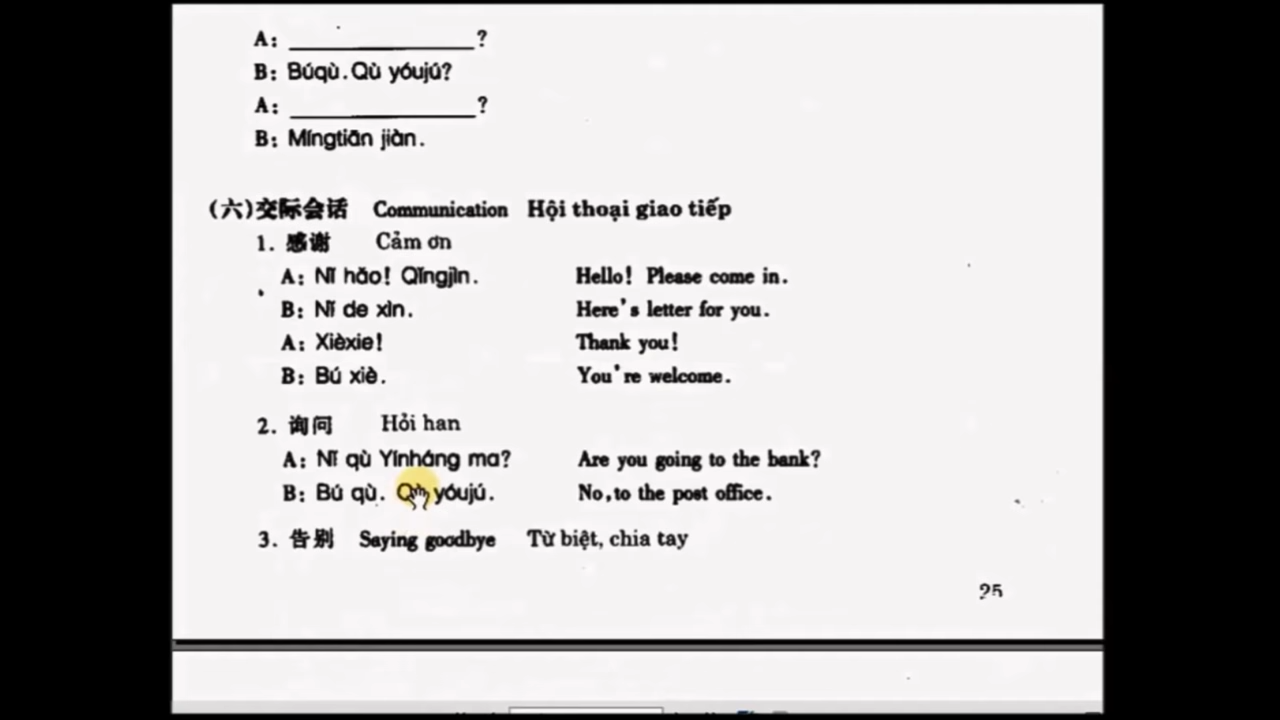 A: ____________?
B: Búqù. Qù yóujú?
A: ____________?
B: Míngtiān jiàn.
(六)交际会话 Communication Hội thoại giao tiếp
1. 感谢 Cảm ơn
A: Nǐ hǎo! Qǐngjìn. Hello! Please come in.
B: Nǐ de xìn. Here's letter for you.
A: Xièxie! Thank you!
B: Bú xiè. You're welcome.
2. 询问 Hỏi han
A: Nǐ qù Yínháng ma? Are you going to the bank?
B: Bú qù. Qù yóujú. No, to the post office.
3. 告别 Saying goodbye Từ biệt, chia tay
25